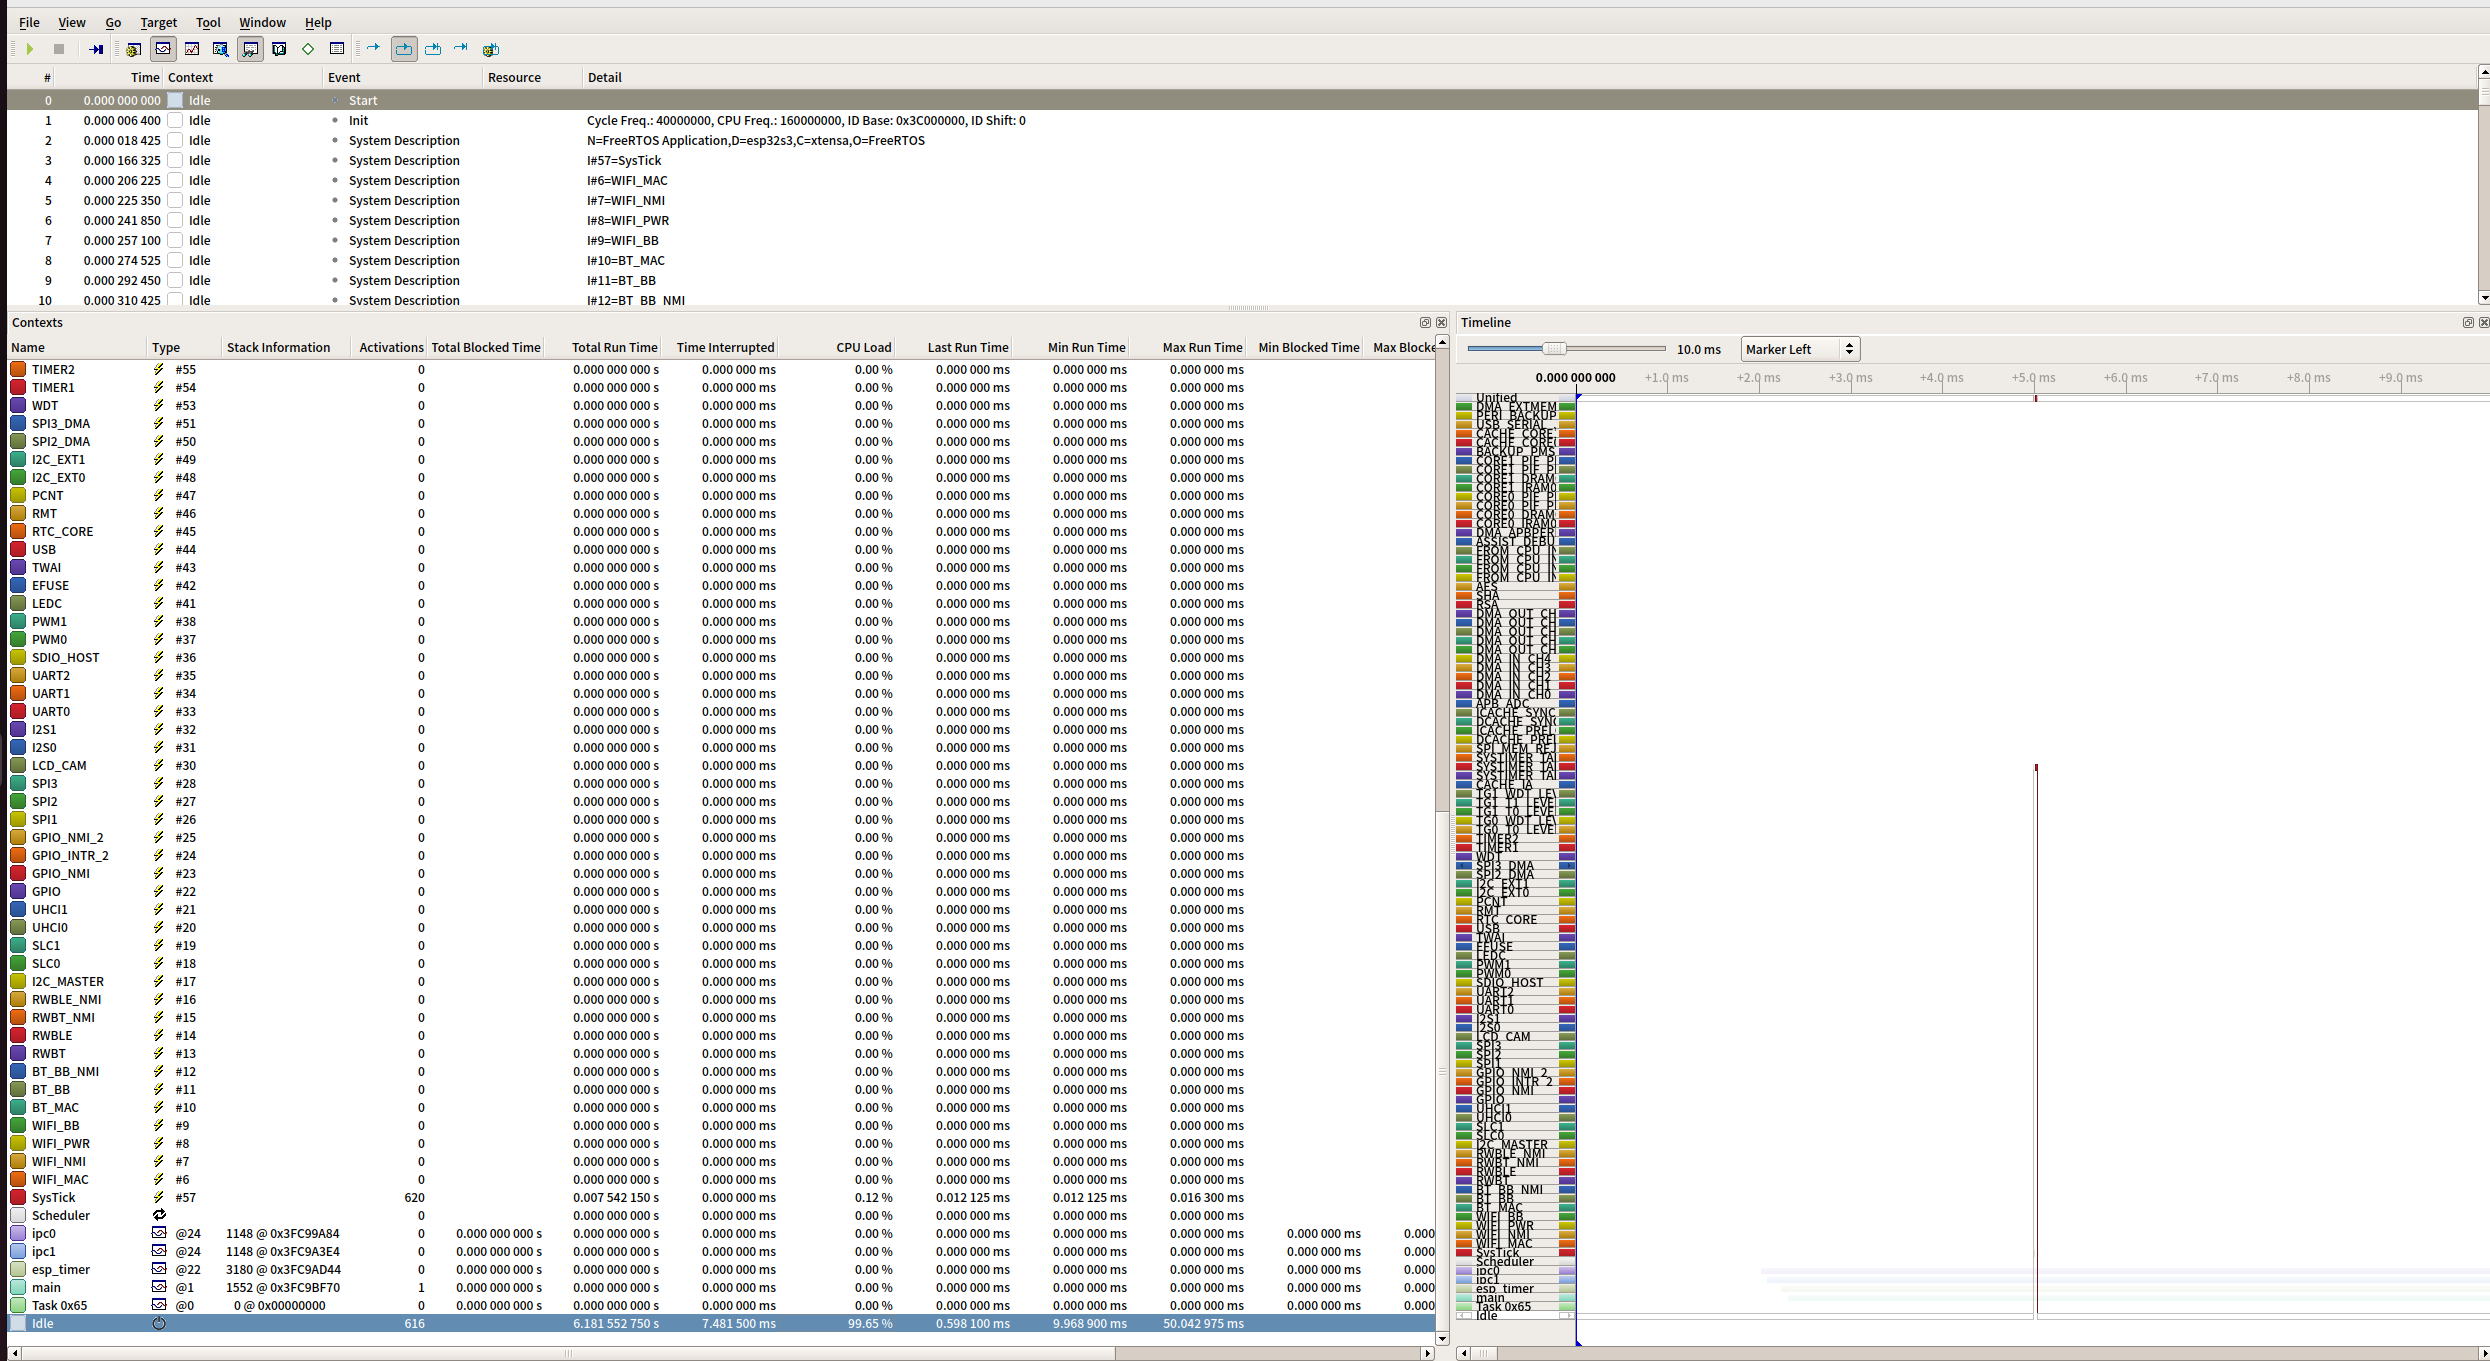 File View Go Target Tool Window Help
# Time Context Event Resource Detail
0 0.000 000 000 Idle Start
1 0.000 006 400 Idle Init Cycle Freq.: 40000000, CPU Freq.: 160000000, ID Base: 0x3C000000, ID Shift: 0
2 0.000 018 425 Idle System Description N=FreeRTOS Application,D=esp32s3,C=xtensa,O=FreeRTOS
3 0.000 166 325 Idle System Description I#57=SysTick
4 0.000 206 225 Idle System Description I#6=WIFI_MAC
5 0.000 225 350 Idle System Description I#7=WIFI_NMI
6 0.000 241 850 Idle System Description I#8=WIFI_PWR
7 0.000 257 100 Idle System Description I#9=WIFI_BB
8 0.000 274 525 Idle System Description I#10=BT_MAC
9 0.000 292 450 Idle System Description I#11=BT_BB
10 0.000 310 425 Idle System Description I#12=BT_BB_NMI
Contexts
Name Type Stack Information Activations Total Blocked Time Total Run Time Time Interrupted CPU Load Last Run Time Min Run Time Max Run Time Min Blocked Time Max Blocke
TIMER2 #55 0 0.000 000 000 s 0.000 000 ms 0.00 % 0.000 000 ms 0.000 000 ms 0.000 000 ms
TIMER1 #54 0 0.000 000 000 s 0.000 000 ms 0.00 % 0.000 000 ms 0.000 000 ms 0.000 000 ms
WDT #53 0 0.000 000 000 s 0.000 000 ms 0.00 % 0.000 000 ms 0.000 000 ms 0.000 000 ms
SPI3_DMA #51 0 0.000 000 000 s 0.000 000 ms 0.00 % 0.000 000 ms 0.000 000 ms 0.000 000 ms
SPI2_DMA #50 0 0.000 000 000 s 0.000 000 ms 0.00 % 0.000 000 ms 0.000 000 ms 0.000 000 ms
I2C_EXT1 #49 0 0.000 000 000 s 0.000 000 ms 0.00 % 0.000 000 ms 0.000 000 ms 0.000 000 ms
I2C_EXT0 #48 0 0.000 000 000 s 0.000 000 ms 0.00 % 0.000 000 ms 0.000 000 ms 0.000 000 ms
PCNT #47 0 0.000 000 000 s 0.000 000 ms 0.00 % 0.000 000 ms 0.000 000 ms 0.000 000 ms
RMT #46 0 0.000 000 000 s 0.000 000 ms 0.00 % 0.000 000 ms 0.000 000 ms 0.000 000 ms
RTC_CORE #45 0 0.000 000 000 s 0.000 000 ms 0.00 % 0.000 000 ms 0.000 000 ms 0.000 000 ms
USB #44 0 0.000 000 000 s 0.000 000 ms 0.00 % 0.000 000 ms 0.000 000 ms 0.000 000 ms
TWAI #43 0 0.000 000 000 s 0.000 000 ms 0.00 % 0.000 000 ms 0.000 000 ms 0.000 000 ms
EFUSE #42 0 0.000 000 000 s 0.000 000 ms 0.00 % 0.000 000 ms 0.000 000 ms 0.000 000 ms
LEDC #41 0 0.000 000 000 s 0.000 000 ms 0.00 % 0.000 000 ms 0.000 000 ms 0.000 000 ms
PWM1 #38 0 0.000 000 000 s 0.000 000 ms 0.00 % 0.000 000 ms 0.000 000 ms 0.000 000 ms
PWM0 #37 0 0.000 000 000 s 0.000 000 ms 0.00 % 0.000 000 ms 0.000 000 ms 0.000 000 ms
SDIO_HOST #36 0 0.000 000 000 s 0.000 000 ms 0.00 % 0.000 000 ms 0.000 000 ms 0.000 000 ms
UART2 #35 0 0.000 000 000 s 0.000 000 ms 0.00 % 0.000 000 ms 0.000 000 ms 0.000 000 ms
UART1 #34 0 0.000 000 000 s 0.000 000 ms 0.00 % 0.000 000 ms 0.000 000 ms 0.000 000 ms
UART0 #33 0 0.000 000 000 s 0.000 000 ms 0.00 % 0.000 000 ms 0.000 000 ms 0.000 000 ms
I2S1 #32 0 0.000 000 000 s 0.000 000 ms 0.00 % 0.000 000 ms 0.000 000 ms 0.000 000 ms
I2S0 #31 0 0.000 000 000 s 0.000 000 ms 0.00 % 0.000 000 ms 0.000 000 ms 0.000 000 ms
LCD_CAM #30 0 0.000 000 000 s 0.000 000 ms 0.00 % 0.000 000 ms 0.000 000 ms 0.000 000 ms
SPI3 #28 0 0.000 000 000 s 0.000 000 ms 0.00 % 0.000 000 ms 0.000 000 ms 0.000 000 ms
SPI2 #27 0 0.000 000 000 s 0.000 000 ms 0.00 % 0.000 000 ms 0.000 000 ms 0.000 000 ms
SPI1 #26 0 0.000 000 000 s 0.000 000 ms 0.00 % 0.000 000 ms 0.000 000 ms 0.000 000 ms
GPIO_NMI_2 #25 0 0.000 000 000 s 0.000 000 ms 0.00 % 0.000 000 ms 0.000 000 ms 0.000 000 ms
GPIO_INTR_2 #24 0 0.000 000 000 s 0.000 000 ms 0.00 % 0.000 000 ms 0.000 000 ms 0.000 000 ms
GPIO_NMI #23 0 0.000 000 000 s 0.000 000 ms 0.00 % 0.000 000 ms 0.000 000 ms 0.000 000 ms
GPIO #22 0 0.000 000 000 s 0.000 000 ms 0.00 % 0.000 000 ms 0.000 000 ms 0.000 000 ms
UHCI1 #21 0 0.000 000 000 s 0.000 000 ms 0.00 % 0.000 000 ms 0.000 000 ms 0.000 000 ms
UHCI0 #20 0 0.000 000 000 s 0.000 000 ms 0.00 % 0.000 000 ms 0.000 000 ms 0.000 000 ms
SLC1 #19 0 0.000 000 000 s 0.000 000 ms 0.00 % 0.000 000 ms 0.000 000 ms 0.000 000 ms
SLC0 #18 0 0.000 000 000 s 0.000 000 ms 0.00 % 0.000 000 ms 0.000 000 ms 0.000 000 ms
I2C_MASTER #17 0 0.000 000 000 s 0.000 000 ms 0.00 % 0.000 000 ms 0.000 000 ms 0.000 000 ms
RWBLE_NMI #16 0 0.000 000 000 s 0.000 000 ms 0.00 % 0.000 000 ms 0.000 000 ms 0.000 000 ms
RWBT_NMI #15 0 0.000 000 000 s 0.000 000 ms 0.00 % 0.000 000 ms 0.000 000 ms 0.000 000 ms
RWBLE #14 0 0.000 000 000 s 0.000 000 ms 0.00 % 0.000 000 ms 0.000 000 ms 0.000 000 ms
RWBT #13 0 0.000 000 000 s 0.000 000 ms 0.00 % 0.000 000 ms 0.000 000 ms 0.000 000 ms
BT_BB_NMI #12 0 0.000 000 000 s 0.000 000 ms 0.00 % 0.000 000 ms 0.000 000 ms 0.000 000 ms
BT_BB #11 0 0.000 000 000 s 0.000 000 ms 0.00 % 0.000 000 ms 0.000 000 ms 0.000 000 ms
BT_MAC #10 0 0.000 000 000 s 0.000 000 ms 0.00 % 0.000 000 ms 0.000 000 ms 0.000 000 ms
WIFI_BB #9 0 0.000 000 000 s 0.000 000 ms 0.00 % 0.000 000 ms 0.000 000 ms 0.000 000 ms
WIFI_PWR #8 0 0.000 000 000 s 0.000 000 ms 0.00 % 0.000 000 ms 0.000 000 ms 0.000 000 ms
WIFI_NMI #7 0 0.000 000 000 s 0.000 000 ms 0.00 % 0.000 000 ms 0.000 000 ms 0.000 000 ms
WIFI_MAC #6 0 0.000 000 000 s 0.000 000 ms 0.00 % 0.000 000 ms 0.000 000 ms 0.000 000 ms
SysTick #57 620 0.007 542 150 s 0.000 000 ms 0.12 % 0.012 125 ms 0.012 125 ms 0.016 300 ms
Scheduler 0 0.000 000 000 s 0.000 000 ms 0.00 % 0.000 000 ms 0.000 000 ms 0.000 000 ms
ipc0 @24 1148 @ 0x3FC99A84 0 0.000 000 000 s 0.000 000 000 s 0.000 000 ms 0.00 % 0.000 000 ms 0.000 000 ms 0.000 000 ms 0.000 000 ms 0.000
ipc1 @24 1148 @ 0x3FC9A3E4 0 0.000 000 000 s 0.000 000 000 s 0.000 000 ms 0.00 % 0.000 000 ms 0.000 000 ms 0.000 000 ms 0.000 000 ms 0.000
esp_timer @22 3180 @ 0x3FC9AD44 0 0.000 000 000 s 0.000 000 000 s 0.000 000 ms 0.00 % 0.000 000 ms 0.000 000 ms 0.000 000 ms 0.000 000 ms 0.000
main @1 1552 @ 0x3FC9BF70 1 0.000 000 000 s 0.000 000 000 s 0.000 000 ms 0.00 % 0.000 000 ms 0.000 000 ms 0.000 000 ms 0.000 000 ms 0.000
Task 0x65 @0 0 @ 0x00000000 0 0.000 000 000 s 0.000 000 000 s 0.000 000 ms 0.00 % 0.000 000 ms 0.000 000 ms 0.000 000 ms 0.000 000 ms 0.000
Idle 616 6.181 552 750 s 7.481 500 ms 99.65 % 0.598 100 ms 9.968 900 ms 50.042 975 ms
Timeline
10.0 ms Marker Left
0.000 000 000 +1.0 ms +2.0 ms +3.0 ms +4.0 ms +5.0 ms +6.0 ms +7.0 ms +8.0 ms +9.0 ms
Unified
DMA_EXTMEM
PERI_BACKUP
USB_SERIAL_
CACHE_CORE
CACHE_CORE
BACKUP_PMS
CORE1_PIF_P
CORE1_PIF_P
CORE1_DRAM
CORE1_IRAM0
CORE0_PIF_P
CORE0_PIF_P
CORE0_DRAM
CORE0_IRAM0
DMA_APBPER
ASSIST_DEBU
FROM_CPU_IN
FROM_CPU_IN
FROM_CPU_IN
FROM_CPU_IN
AES
SHA
RSA
DMA_OUT_CH
DMA_OUT_CH
DMA_OUT_CH
DMA_OUT_CH
DMA_OUT_CH
DMA_IN_CH4
DMA_IN_CH3
DMA_IN_CH2
DMA_IN_CH1
DMA_IN_CH0
APB_ADC
ICACHE_SYNC
DCACHE_SYNC
ICACHE_PREL
DCACHE_PREL
SPI_MEM_REJ
SYSTIMER_TA
SYSTIMER_TA
SYSTIMER_TA
CACHE_IA
TG1_WDT_LEV
TG1_T1_LEVE
TG1_T0_LEVE
TG0_WDT_LEV
TG0_T0_LEVE
TIMER2
TIMER1
WDT
SPI3_DMA
SPI2_DMA
I2C_EXT1
I2C_EXT0
PCNT
RMT
RTC_CORE
USB
TWAI
EFUSE
LEDC
PWM1
PWM0
SDIO_HOST
UART2
UART1
UART0
I2S1
I2S0
LCD_CAM
SPI3
SPI2
SPI1
GPIO_NMI_2
GPIO_INTR_2
GPIO_NMI
GPIO
UHCI1
UHCI0
SLC1
SLC0
I2C_MASTER
RWBLE_NMI
RWBT_NMI
RWBLE
RWBT
BT_BB_NMI
BT_BB
BT_MAC
WIFI_BB
WIFI_PWR
WIFI_NMI
WIFI_MAC
SysTick
Scheduler
ipc0
ipc1
esp_timer
main
Task 0x65
Idle